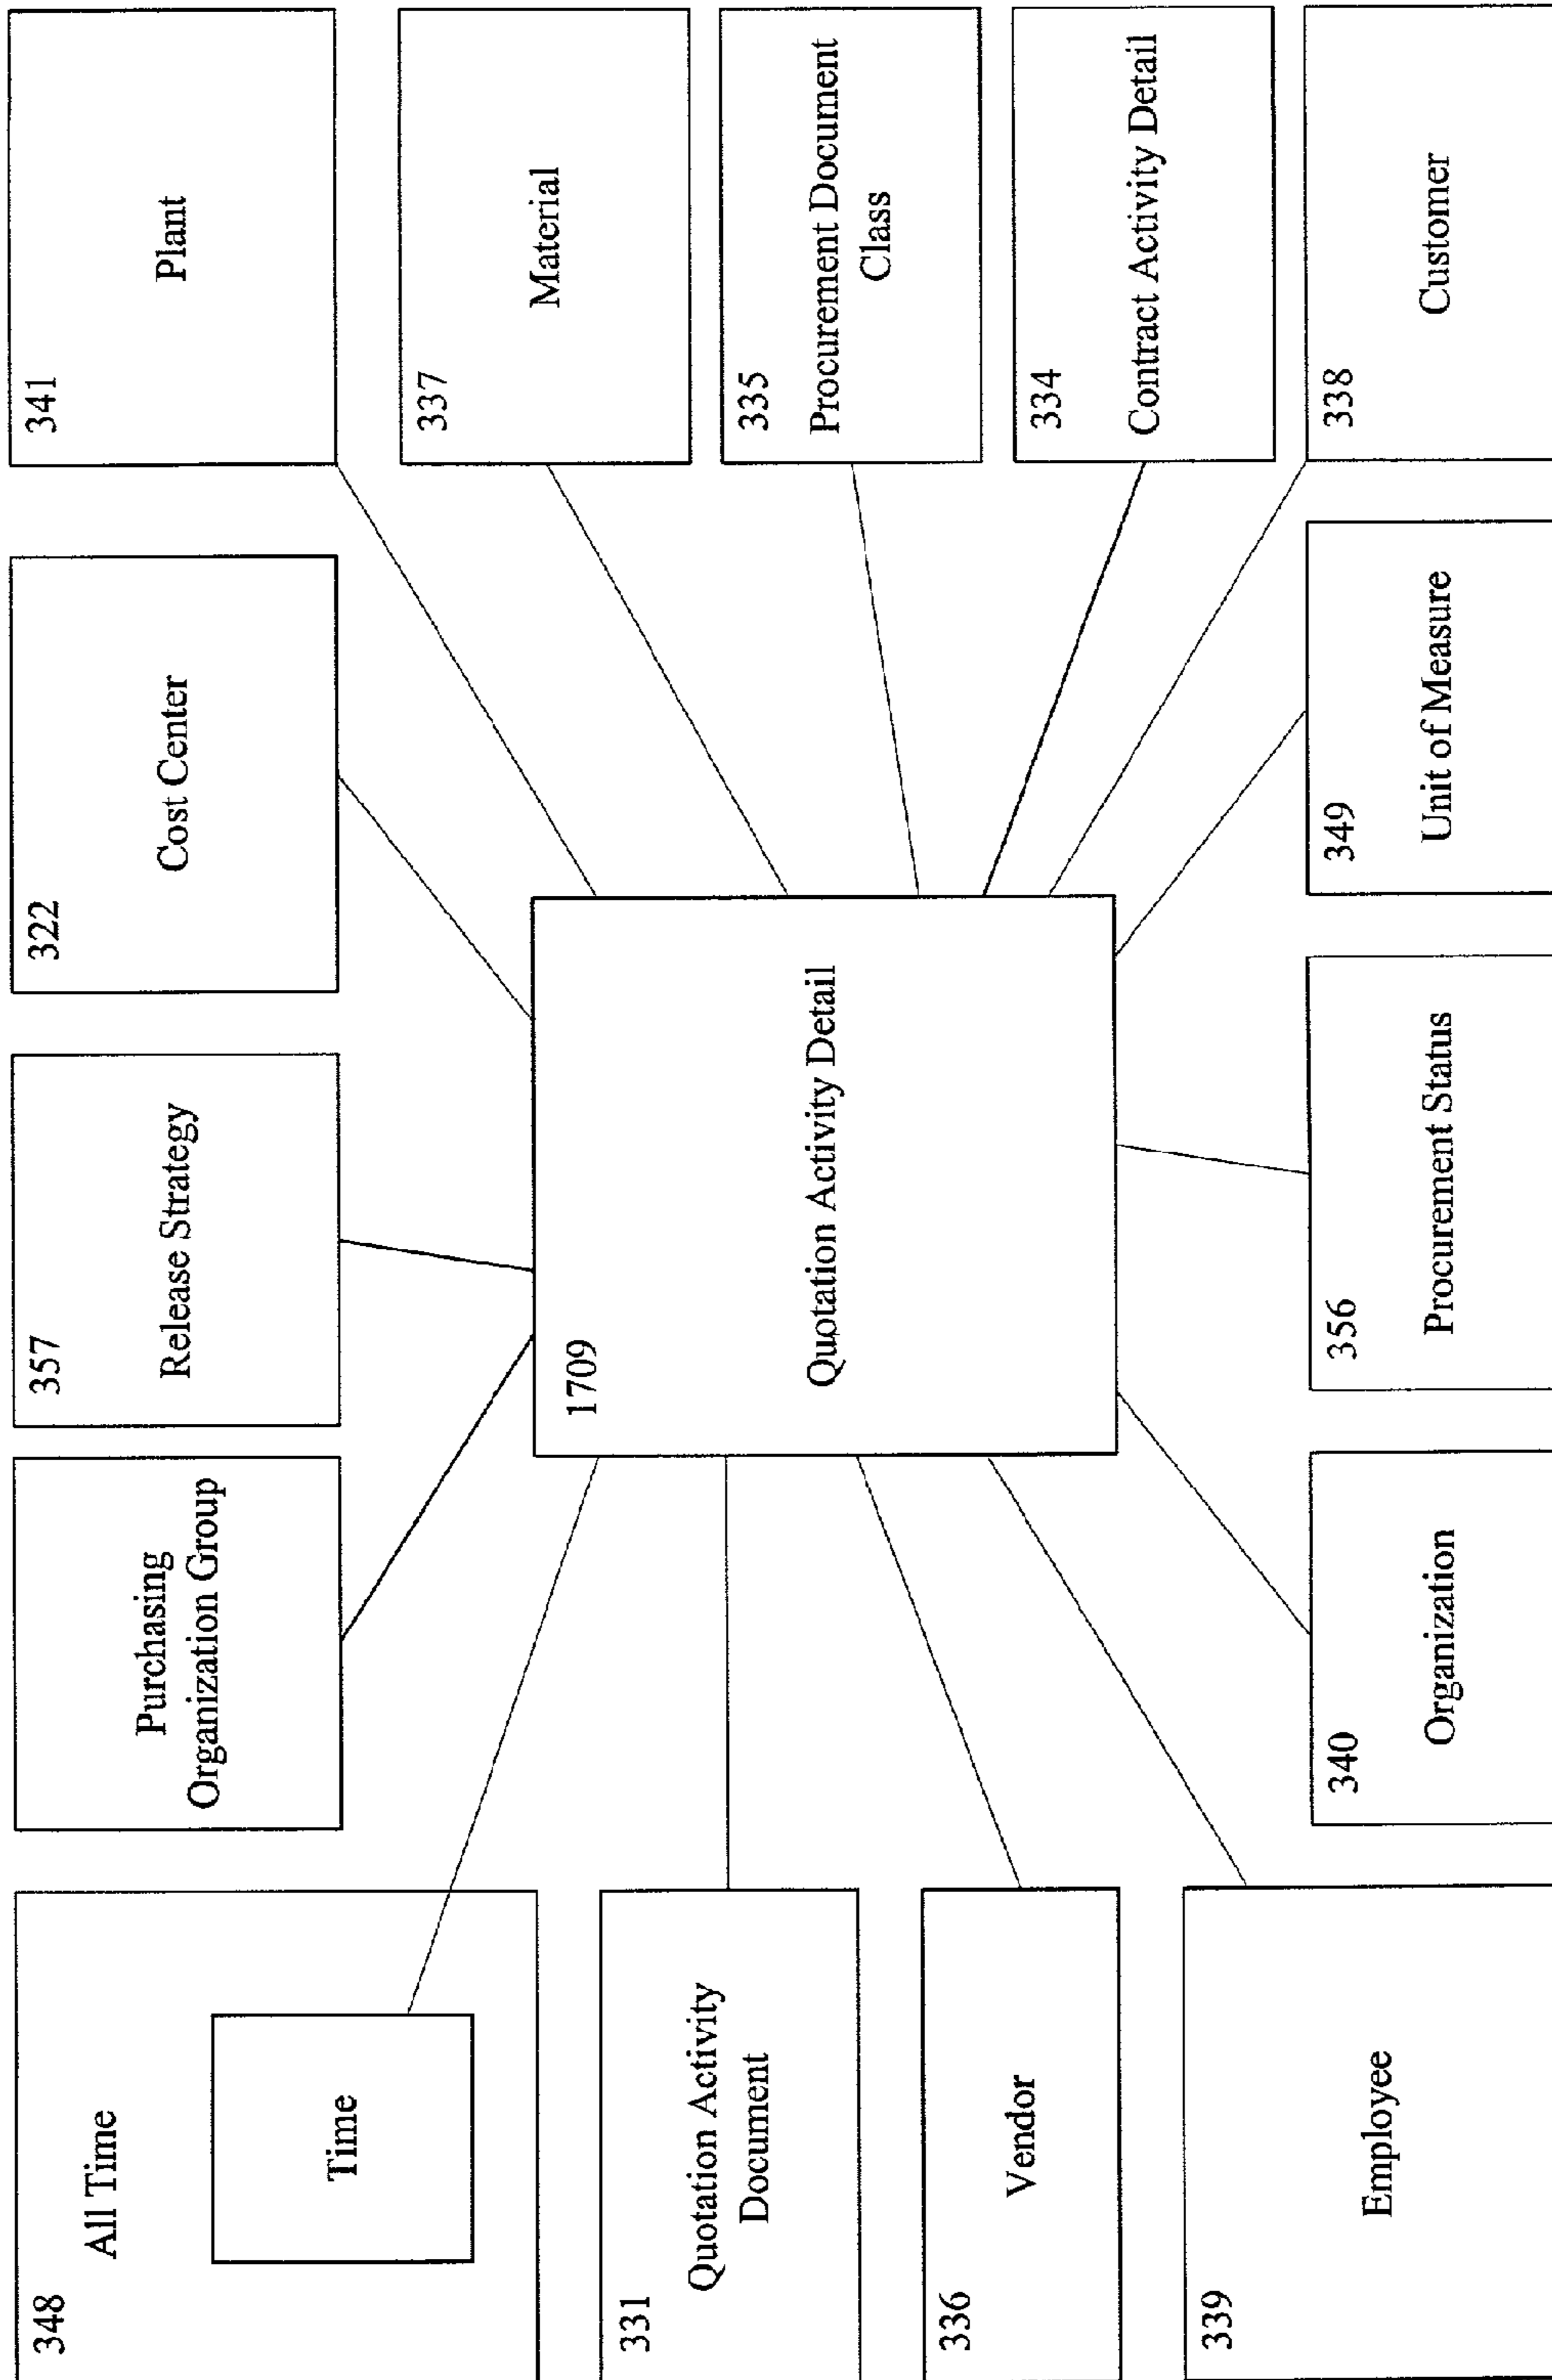 348
All Time
Time
Purchasing
Organization Group
357
Release Strategy
322
Cost Center
341
Plant
331
Quotation Activity
Document
1709
Quotation Activity Detail
337
Material
336
Vendor
335
Procurement Document
Class
339
Employee
334
Contract Activity Detail
340
Organization
356
Procurement Status
349
Unit of Measure
338
Customer